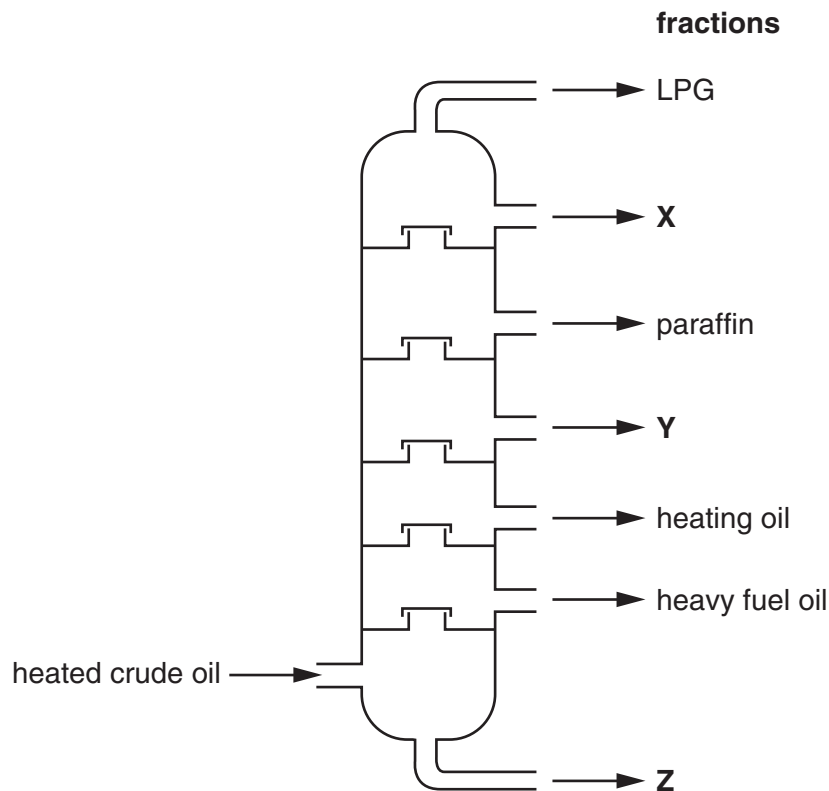 fractions
LPG
X
paraffin
Y
heating oil
heavy fuel oil
heated crude oil
Z